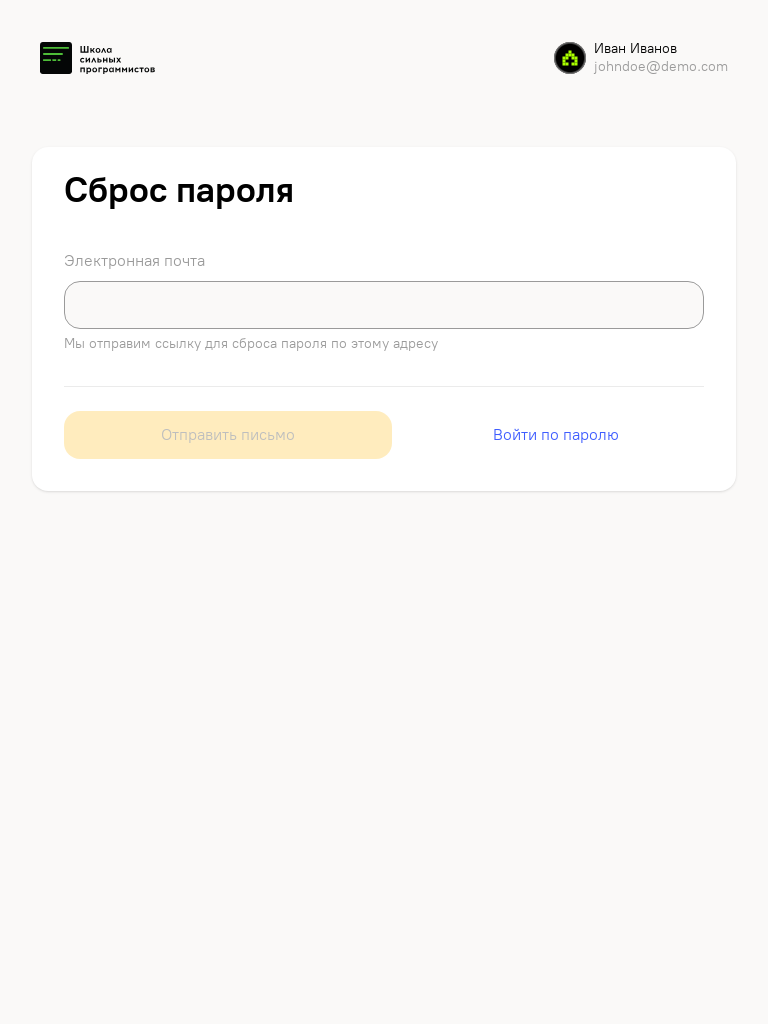 Школа
сильных
программистов
Иван Иванов
johndoe@demo.com
Сброс пароля
Электронная почта
Мы отправим ссылку для сброса пароля по этому адресу
Отправить письмо
Войти по паролю